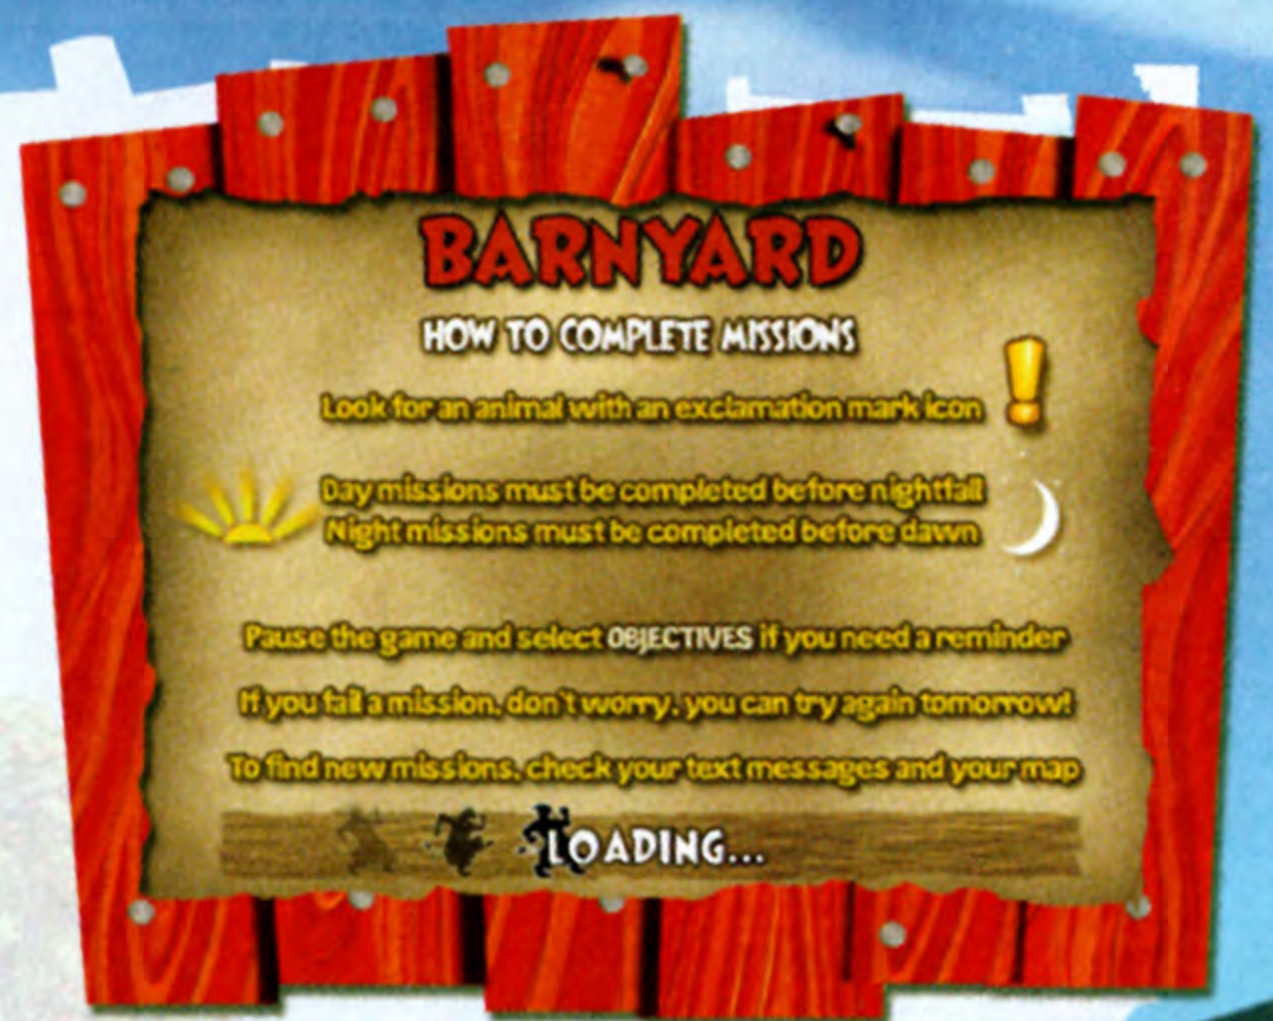 BARNYARD
HOW TO COMPLETE MISSIONS
Look for an animal with an exclamation mark icon
Day missions must be completed before nightfall
Night missions must be completed before dawn
Pause the game and select OBJECTIVES if you need a reminder
If you fail a mission, don't worry, you can try again tomorrow!
To find new missions, check your text messages and your map
LOADING...